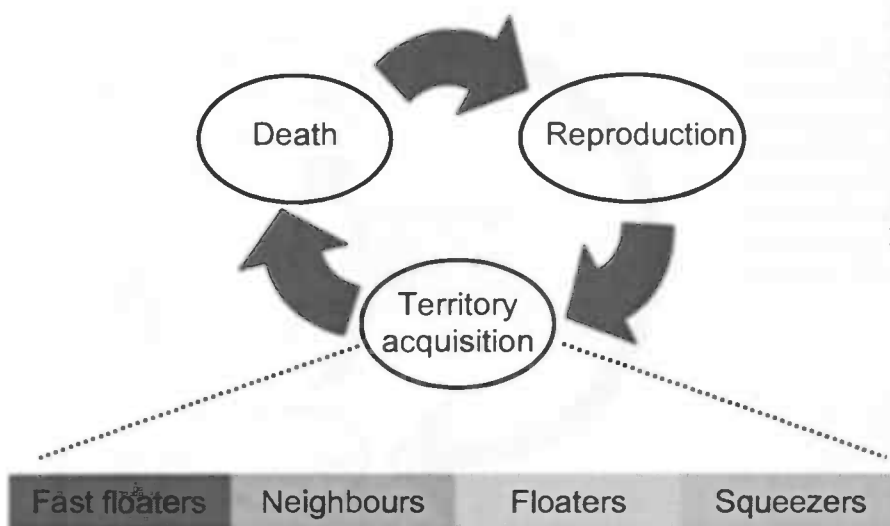 Death
Reproduction
Territory
acquisition
Fast floaters
Neighbours
Floaters
Squeezers